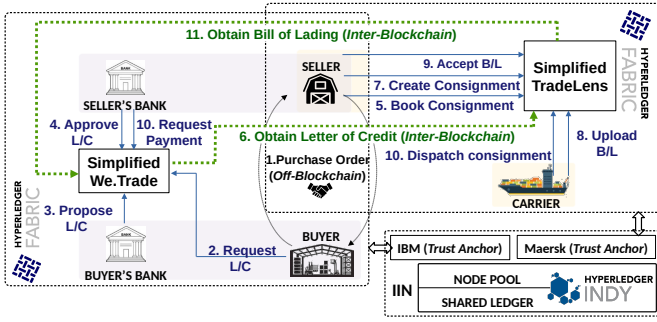 11. Obtain Bill of Lading (Inter-Blockchain)
SELLER
9. Accept B/L
7. Create Consignment
5. Book Consignment
Simplified
TradeLens
HYPERLEDGER
FABRIC
SELLER'S BANK
4. Approve
L/C
10. Request
Payment
6. Obtain Letter of Credit (Inter-Blockchain)
8. Upload
B/L
10. Dispatch consignment
1.Purchase Order
(Off-Blockchain)
Simplified
We.Trade
CARRIER
HYPERLEDGER
FABRIC
3. Propose
L/C
2. Request
L/C
BUYER
BUYER'S BANK
IBM (Trust Anchor)
Maersk (Trust Anchor)
IIN
NODE POOL
SHARED LEDGER
HYPERLEDGER
INDY